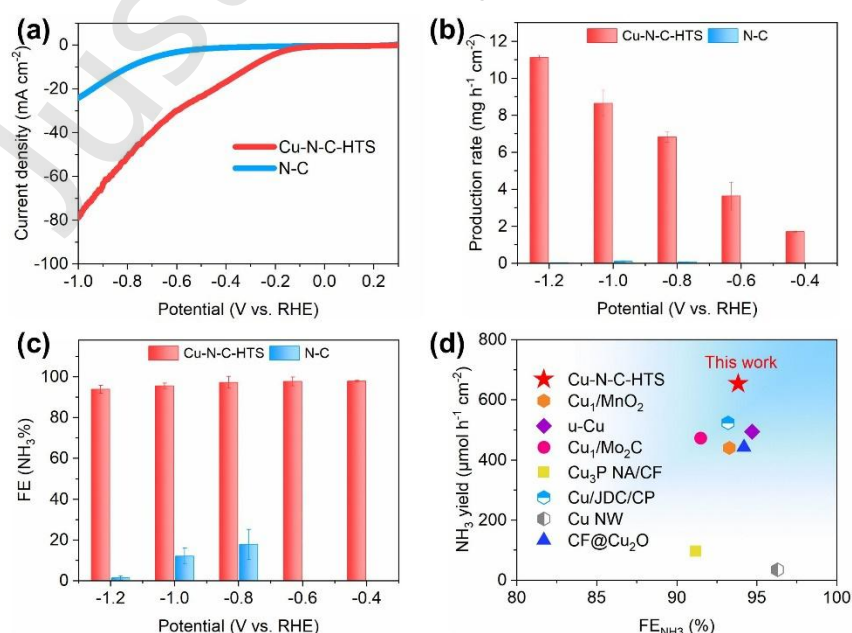 Just
(a)
Current density (mA cm⁻²)
0
-20
-40
-60
-80
-100
Cu-N-C-HTS
N-C
-1.0 -0.8 -0.6 -0.4 -0.2 0.0 0.2
Potential (V vs. RHE)
(b)
Production rate (mg h⁻¹ cm⁻²)
12
10
8
6
4
2
0
Cu-N-C-HTS N-C
-1.2 -1.0 -0.8 -0.6 -0.4
Potential (V vs. RHE)
(c)
FE (NH₃%)
120
100
80
60
40
20
0
Cu-N-C-HTS N-C
-1.2 -1.0 -0.8 -0.6 -0.4
Potential (V vs. RHE)
(d)
NH₃ yield (μmol h⁻¹ cm⁻²)
800
600
400
200
0
This work
Cu-N-C-HTS
Cu₁/MnO₂
u-Cu
Cu₁/Mo₂C
Cu₃P NA/CF
Cu/JDC/CP
Cu NW
CF@Cu₂O
80 85 90 95 100
FE_NH₃ (%)